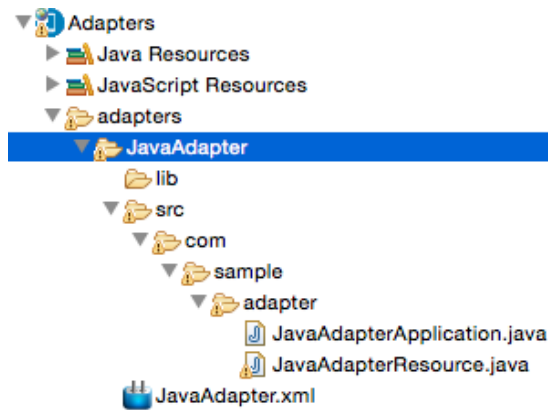 Adapters
Java Resources
JavaScript Resources
adapters
JavaAdapter
lib
src
com
sample
adapter
JavaAdapterApplication.java
JavaAdapterResource.java
JavaAdapter.xml